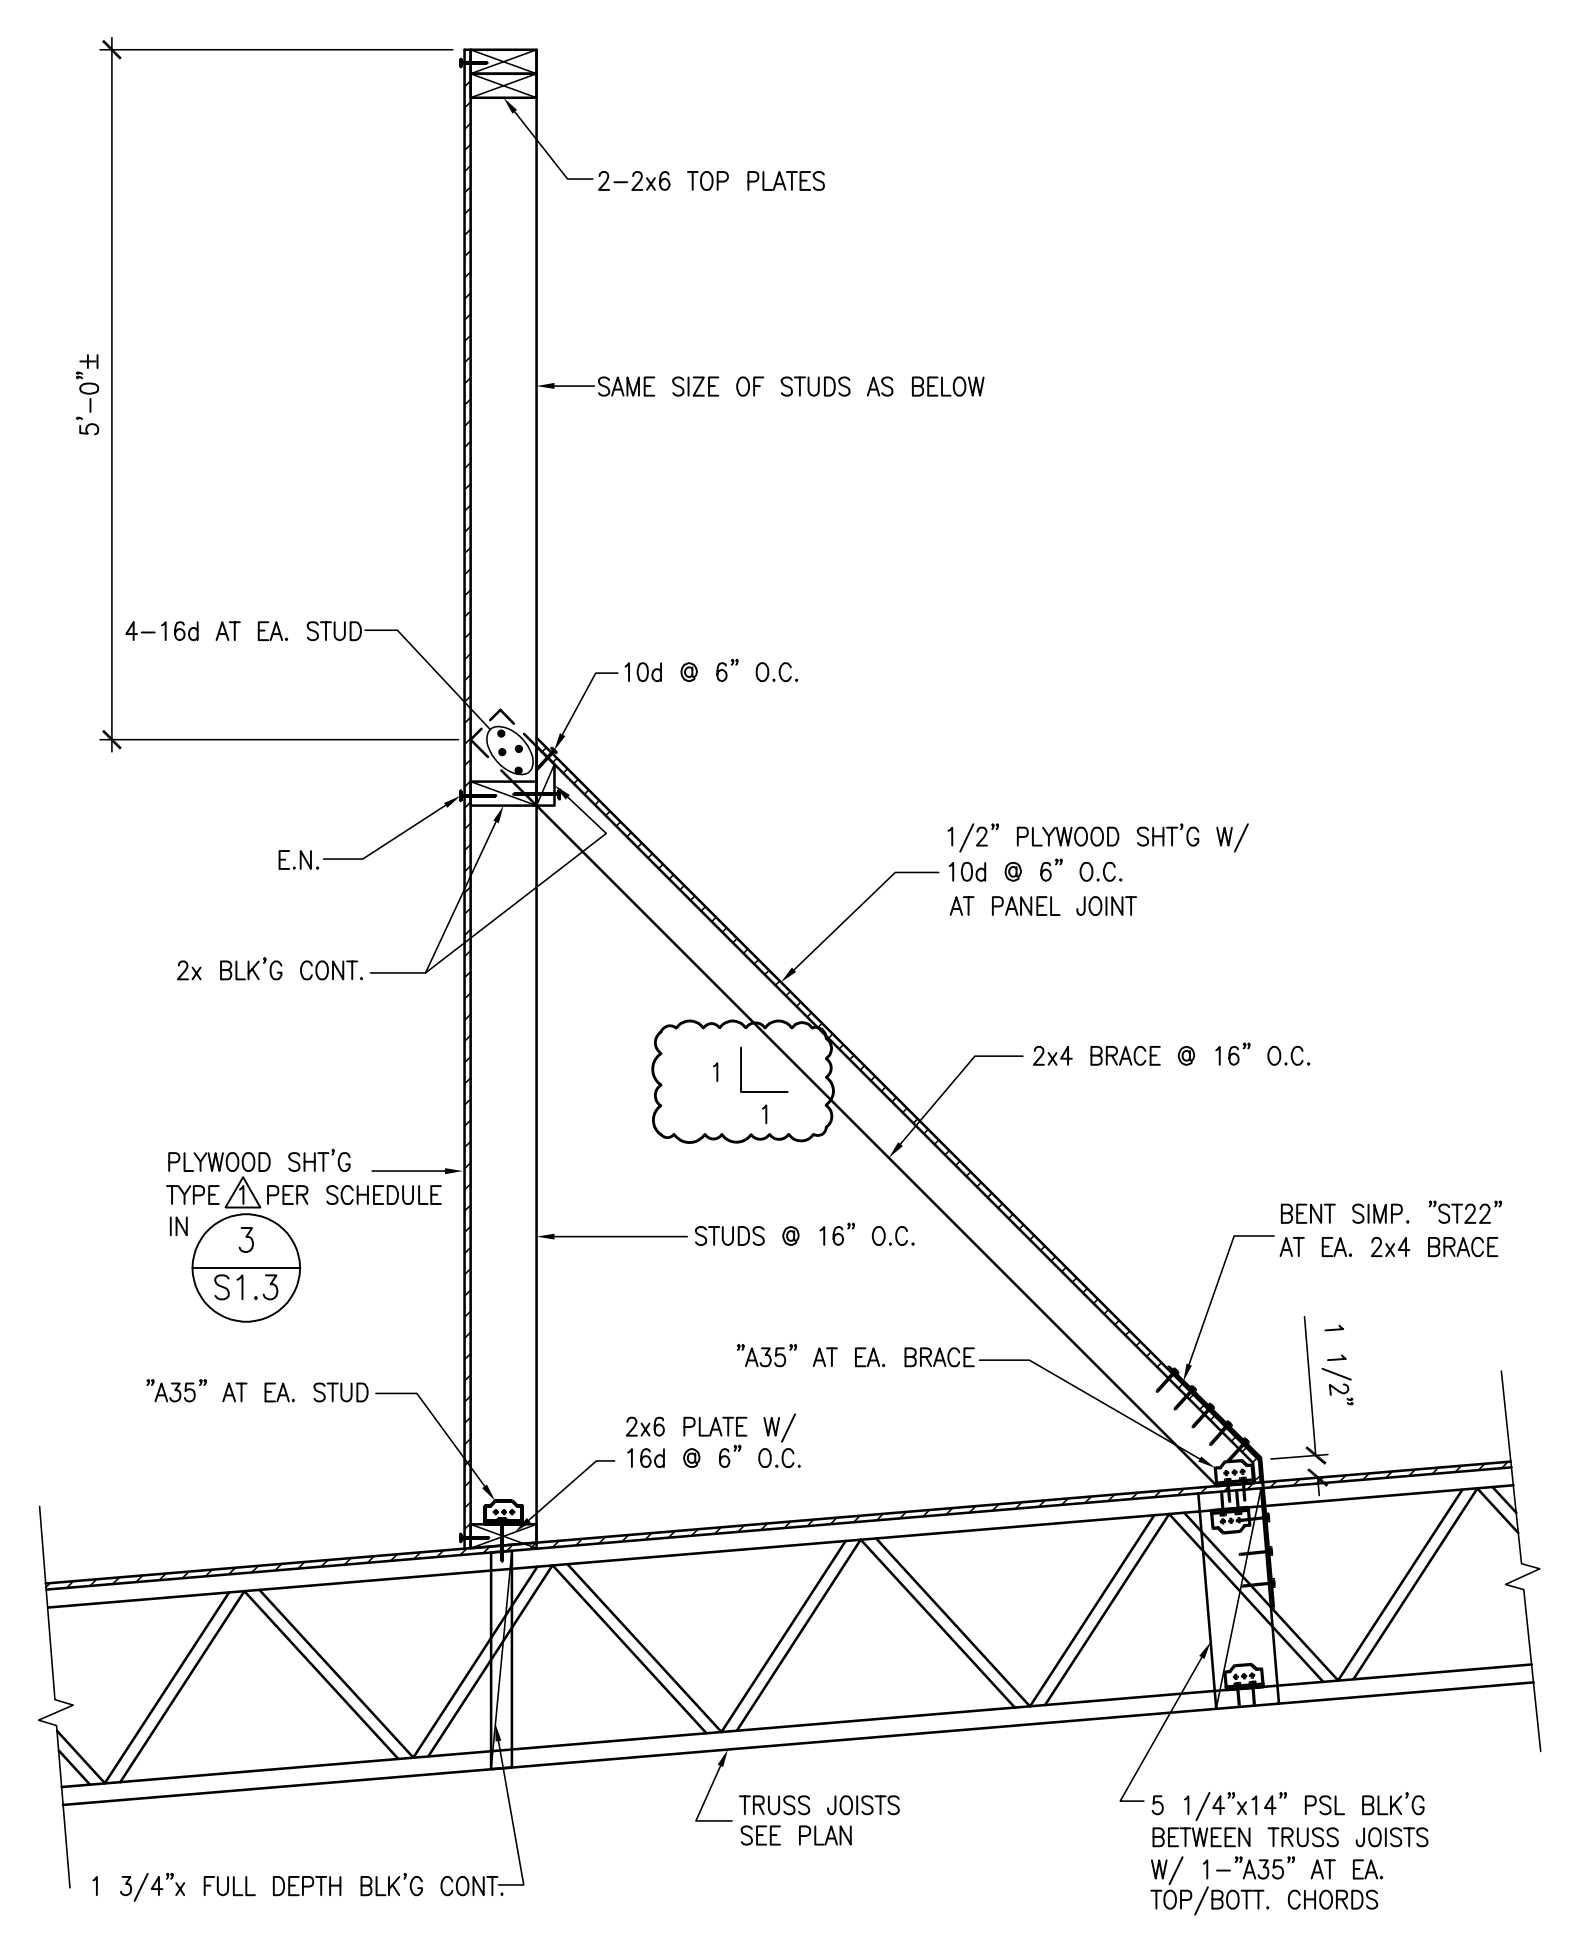 2-2x6 TOP PLATES
5'-0"±
SAME SIZE OF STUDS AS BELOW
4-16d AT EA. STUD
10d @ 6" O.C.
E.N.
1/2" PLYWOOD SHT'G W/
10d @ 6" O.C.
AT PANEL JOINT
2x BLK'G CONT.
1
1
2x4 BRACE @ 16" O.C.
PLYWOOD SHT'G
TYPE 1 PER SCHEDULE
IN
3
S1.3
STUDS @ 16" O.C.
BENT SIMP. "ST22"
AT EA. 2x4 BRACE
1 1/2"
"A35" AT EA. BRACE
"A35" AT EA. STUD
2x6 PLATE W/
16d @ 6" O.C.
TRUSS JOISTS
SEE PLAN
5 1/4"x14" PSL BLK'G
BETWEEN TRUSS JOISTS
W/ 1-"A35" AT EA.
TOP/BOTT. CHORDS
1 3/4"x FULL DEPTH BLK'G CONT.